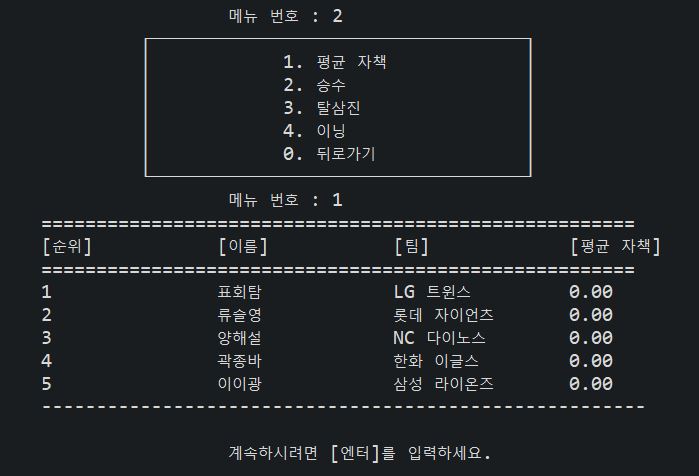 메뉴 번호 : 2
1. 평균 자책
2. 승수
3. 탈삼진
4. 이닝
0. 뒤로가기
메뉴 번호 : 1
======================================================
[순위] [이름] [팀] [평균 자책]
======================================================
1 표회탐 LG 트윈스 0.00
2 류슬영 롯데 자이언츠 0.00
3 양해설 NC 다이노스 0.00
4 곽종바 한화 이글스 0.00
5 이이광 삼성 라이온즈 0.00
-------------------------------------------------------
계속하시려면 [엔터]를 입력하세요.